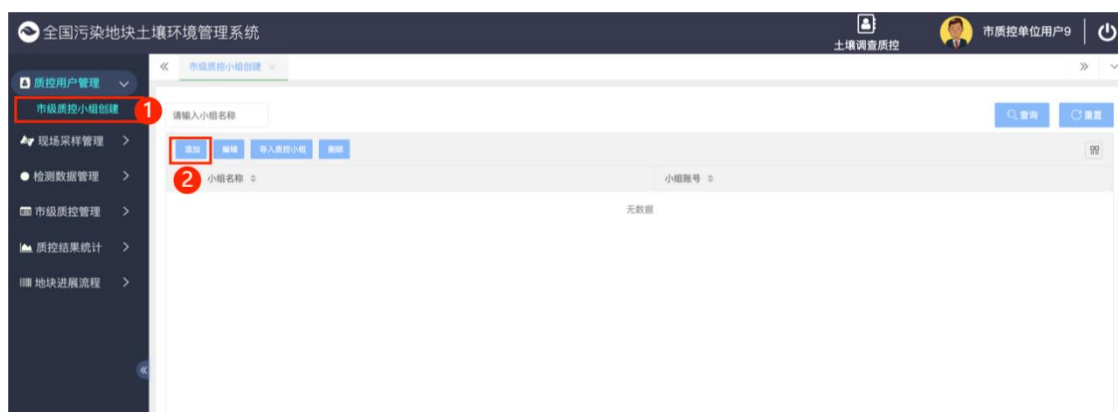 全国污染地块土壤环境管理系统
土壤调查质控
市质控单位用户9
质控用户管理
市级质控小组创建
1
现场采样管理
检测数据管理
市级质控管理
质控结果统计
地块进展流程
市级质控小组创建
请输入小组名称
查询 重置
添加 编辑 导入质控小组 删除
2
小组名称 小组账号
无数据